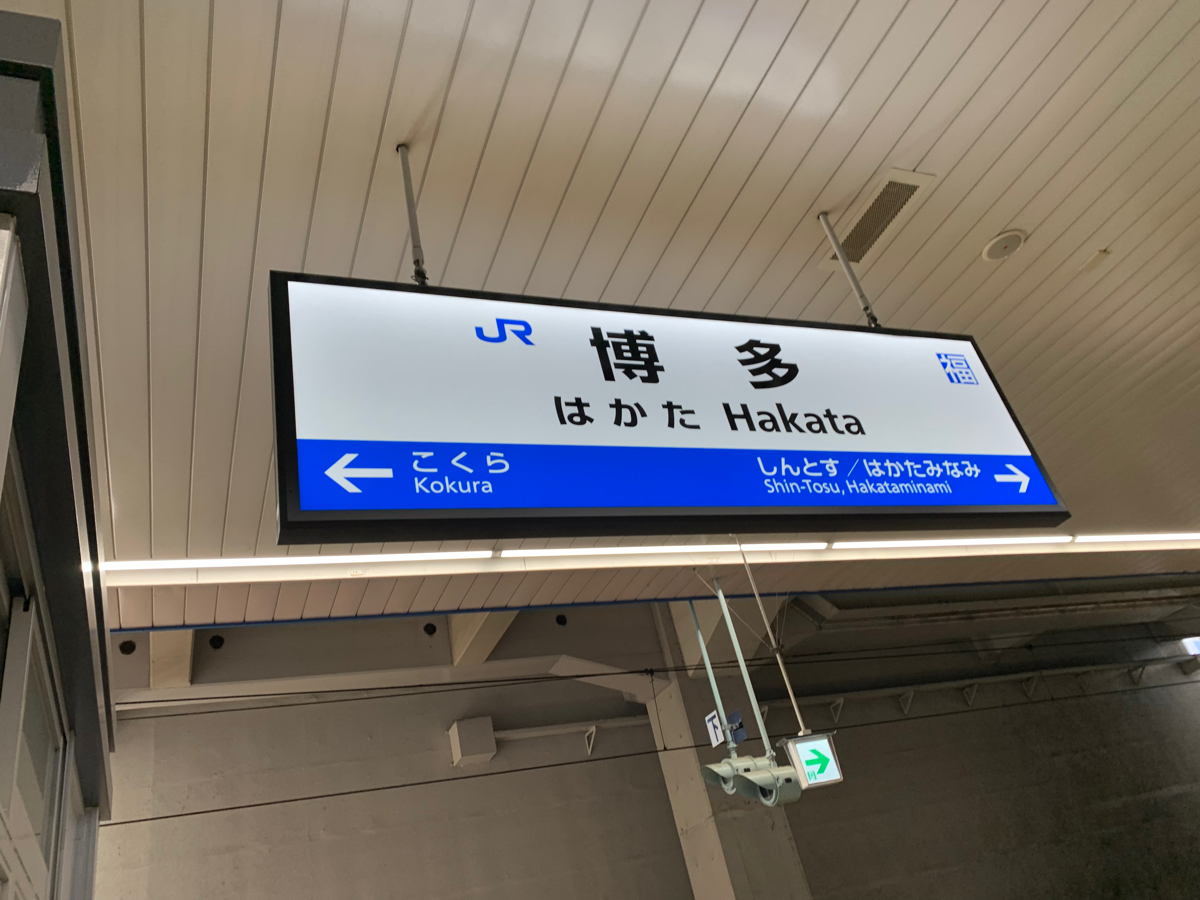 JR 博多 福
はかた Hakata
こくら しんとす／はかたみなみ
Kokura Shin-Tosu, Hakataminami
下